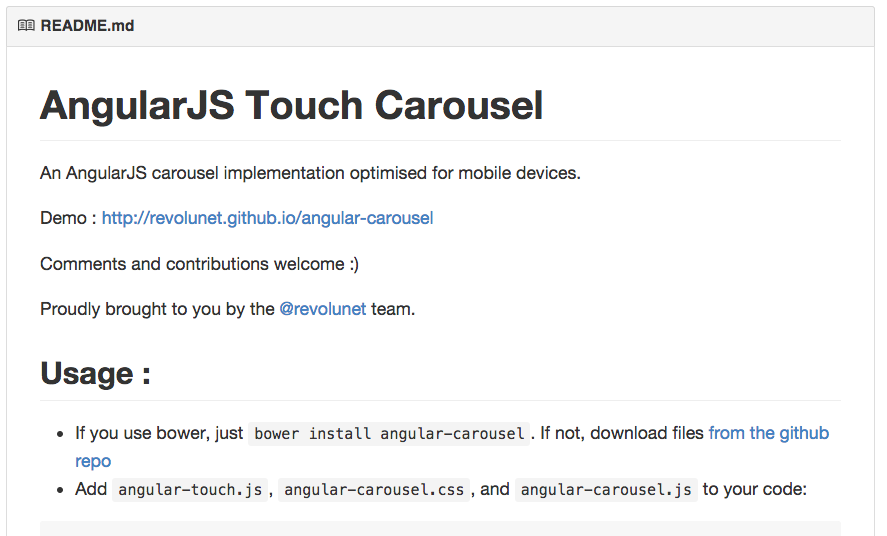 README.md
AngularJS Touch Carousel
An AngularJS carousel implementation optimised for mobile devices.
Demo : http://revolunet.github.io/angular-carousel
Comments and contributions welcome :)
Proudly brought to you by the @revolunet team.
Usage :
• If you use bower, just bower install angular-carousel. If not, download files from the github
repo
• Add angular-touch.js, angular-carousel.css, and angular-carousel.js to your code: